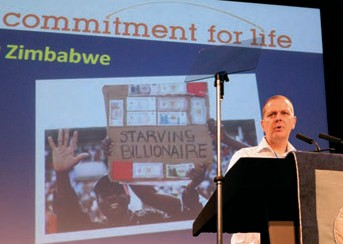 commitment for life
Zimbabwe
STARVING
BILLIONAIRE